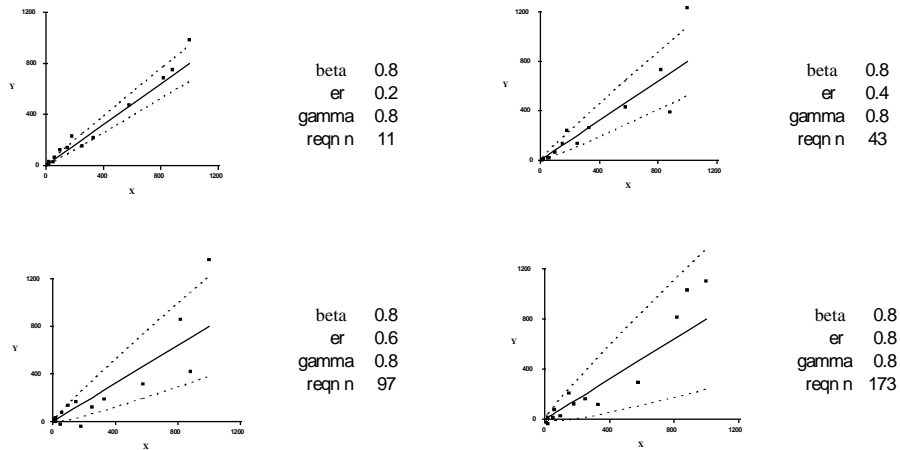 1200
800
Y
400
0
0 400 800 1200
X
beta 0.8
er 0.2
gamma 0.8
reqn n 11
1200
800
Y
400
0
0 400 800 1200
X
beta 0.8
er 0.4
gamma 0.8
reqn n 43
1200
800
Y
400
0
0 400 800 1200
X
beta 0.8
er 0.6
gamma 0.8
reqn n 97
1200
800
Y
400
0
0 400 800 1200
X
beta 0.8
er 0.8
gamma 0.8
reqn n 173